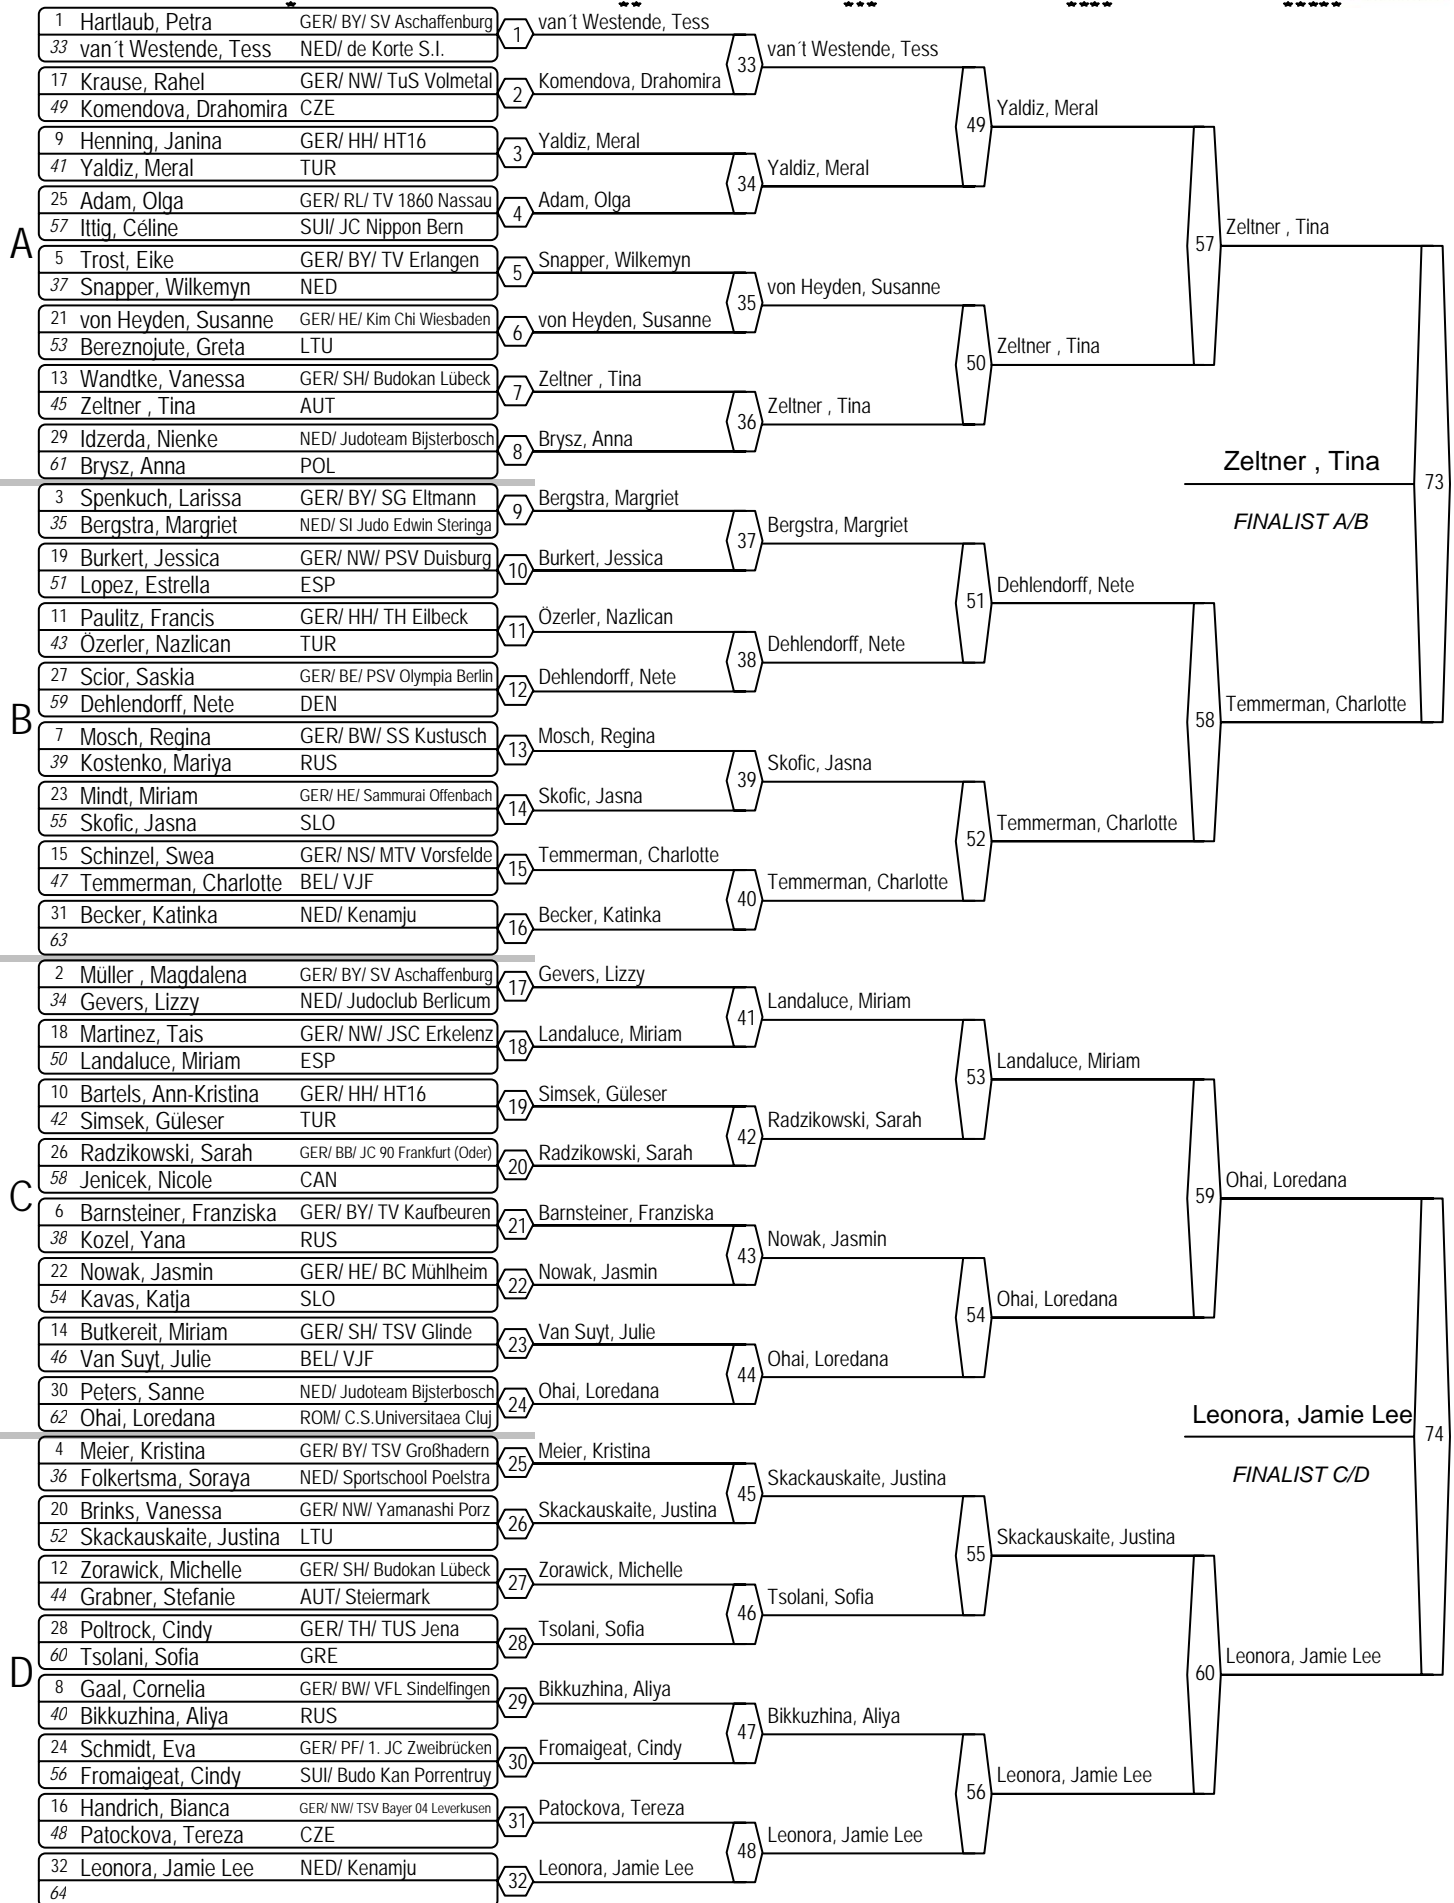 * ** *** **** *****
1 Hartlaub, Petra GER/ BY/ SV Aschaffenburg
33 van´t Westende, Tess NED/ de Korte S.I.
17 Krause, Rahel GER/ NW/ TuS Volmetal
49 Komendova, Drahomira CZE
9 Henning, Janina GER/ HH/ HT16
41 Yaldiz, Meral TUR
25 Adam, Olga GER/ RL/ TV 1860 Nassau
57 Ittig, Céline SUI/ JC Nippon Bern
A
5 Trost, Eike GER/ BY/ TV Erlangen
37 Snapper, Wilkemyn NED
21 von Heyden, Susanne GER/ HE/ Kim Chi Wiesbaden
53 Bereznojute, Greta LTU
13 Wandtke, Vanessa GER/ SH/ Budokan Lübeck
45 Zeltner , Tina AUT
29 Idzerda, Nienke NED/ Judoteam Bijsterbosch
61 Brysz, Anna POL
3 Spenkuch, Larissa GER/ BY/ SG Eltmann
35 Bergstra, Margriet NED/ SI Judo Edwin Steringa
19 Burkert, Jessica GER/ NW/ PSV Duisburg
51 Lopez, Estrella ESP
11 Paulitz, Francis GER/ HH/ TH Eilbeck
43 Özerler, Nazlican TUR
27 Scior, Saskia GER/ BE/ PSV Olympia Berlin
59 Dehlendorff, Nete DEN
B
7 Mosch, Regina GER/ BW/ SS Kustusch
39 Kostenko, Mariya RUS
23 Mindt, Miriam GER/ HE/ Sammurai Offenbach
55 Skofic, Jasna SLO
15 Schinzel, Swea GER/ NS/ MTV Vorsfelde
47 Temmerman, Charlotte BEL/ VJF
31 Becker, Katinka NED/ Kenamju
63
2 Müller , Magdalena GER/ BY/ SV Aschaffenburg
34 Gevers, Lizzy NED/ Judoclub Berlicum
18 Martinez, Tais GER/ NW/ JSC Erkelenz
50 Landaluce, Miriam ESP
10 Bartels, Ann-Kristina GER/ HH/ HT16
42 Simsek, Güleser TUR
26 Radzikowski, Sarah GER/ BB/ JC 90 Frankfurt (Oder)
58 Jenicek, Nicole CAN
C
6 Barnsteiner, Franziska GER/ BY/ TV Kaufbeuren
38 Kozel, Yana RUS
22 Nowak, Jasmin GER/ HE/ BC Mühlheim
54 Kavas, Katja SLO
14 Butkereit, Miriam GER/ SH/ TSV Glinde
46 Van Suyt, Julie BEL/ VJF
30 Peters, Sanne NED/ Judoteam Bijsterbosch
62 Ohai, Loredana ROM/ C.S.Universitaea Cluj
4 Meier, Kristina GER/ BY/ TSV Großhadern
36 Folkertsma, Soraya NED/ Sportschool Poelstra
20 Brinks, Vanessa GER/ NW/ Yamanashi Porz
52 Skackauskaite, Justina LTU
12 Zorawick, Michelle GER/ SH/ Budokan Lübeck
44 Grabner, Stefanie AUT/ Steiermark
28 Poltrock, Cindy GER/ TH/ TUS Jena
60 Tsolani, Sofia GRE
D
8 Gaal, Cornelia GER/ BW/ VFL Sindelfingen
40 Bikkuzhina, Aliya RUS
24 Schmidt, Eva GER/ PF/ 1. JC Zweibrücken
56 Fromaigeat, Cindy SUI/ Budo Kan Porrentruy
16 Handrich, Bianca GER/ NW/ TSV Bayer 04 Leverkusen
48 Patockova, Tereza CZE
32 Leonora, Jamie Lee NED/ Kenamju
64
1 van´t Westende, Tess
2 Komendova, Drahomira
3 Yaldiz, Meral
4 Adam, Olga
5 Snapper, Wilkemyn
6 von Heyden, Susanne
7 Zeltner , Tina
8 Brysz, Anna
9 Bergstra, Margriet
10 Burkert, Jessica
11 Özerler, Nazlican
12 Dehlendorff, Nete
13 Mosch, Regina
14 Skofic, Jasna
15 Temmerman, Charlotte
16 Becker, Katinka
17 Gevers, Lizzy
18 Landaluce, Miriam
19 Simsek, Güleser
20 Radzikowski, Sarah
21 Barnsteiner, Franziska
22 Nowak, Jasmin
23 Van Suyt, Julie
24 Ohai, Loredana
25 Meier, Kristina
26 Skackauskaite, Justina
27 Zorawick, Michelle
28 Tsolani, Sofia
29 Bikkuzhina, Aliya
30 Fromaigeat, Cindy
31 Patockova, Tereza
32 Leonora, Jamie Lee
33 van´t Westende, Tess
34 Yaldiz, Meral
35 von Heyden, Susanne
36 Zeltner , Tina
37 Bergstra, Margriet
38 Dehlendorff, Nete
39 Skofic, Jasna
40 Temmerman, Charlotte
41 Landaluce, Miriam
42 Radzikowski, Sarah
43 Nowak, Jasmin
44 Ohai, Loredana
45 Skackauskaite, Justina
46 Tsolani, Sofia
47 Bikkuzhina, Aliya
48 Leonora, Jamie Lee
49 Yaldiz, Meral
50 Zeltner , Tina
51 Dehlendorff, Nete
52 Temmerman, Charlotte
53 Landaluce, Miriam
54 Ohai, Loredana
55 Skackauskaite, Justina
56 Leonora, Jamie Lee
57 Zeltner , Tina
58 Temmerman, Charlotte
59 Ohai, Loredana
60 Leonora, Jamie Lee
Zeltner , Tina 73
FINALIST A/B
Leonora, Jamie Lee 74
FINALIST C/D